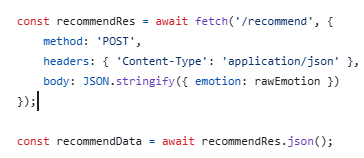 const recommendRes = await fetch('/recommend', {
    method: 'POST',
    headers: { 'Content-Type': 'application/json' },
    body: JSON.stringify({ emotion: rawEmotion })
});

const recommendData = await recommendRes.json();